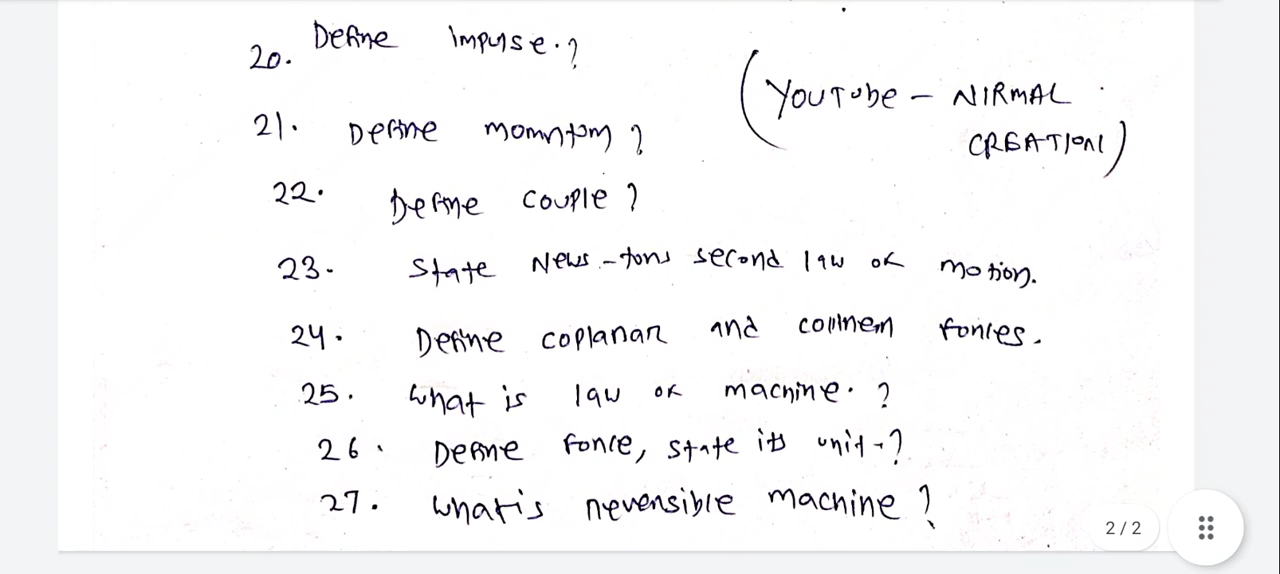 20. Define Impulse.?
(YOUTube - NIRMAL
CREATION)
21. Define momntom?
22. Define couple?
23. State News-tons second law of motion.
24. Define coplanar and collinear forces.
25. What is law of machine.?
26. Define force, state its unit-?
27. What is reversible machine?
2 / 2